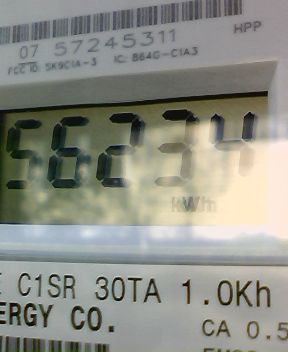 HPP
07 57245311
FCC ID: SK9C1A-3 IC: 864G-C1A3
56234
kWh
C1SR 30TA 1.0Kh
ERGY CO.
CA 0.5